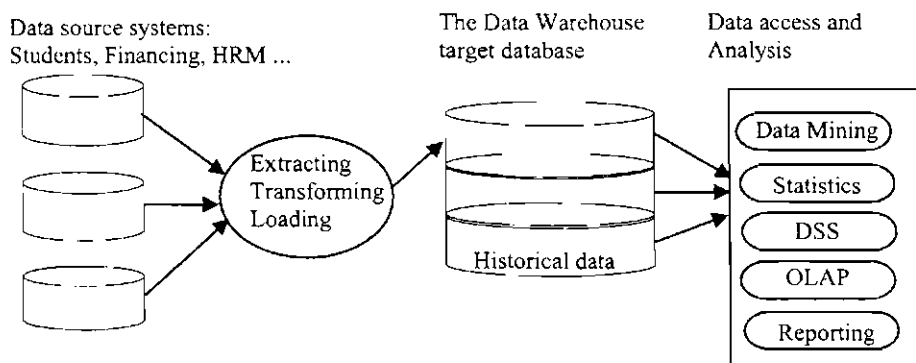 Data source systems:
Students, Financing, HRM ...
The Data Warehouse
target database
Data access and
Analysis
Extracting
Transforming
Loading
Historical data
Data Mining
Statistics
DSS
OLAP
Reporting